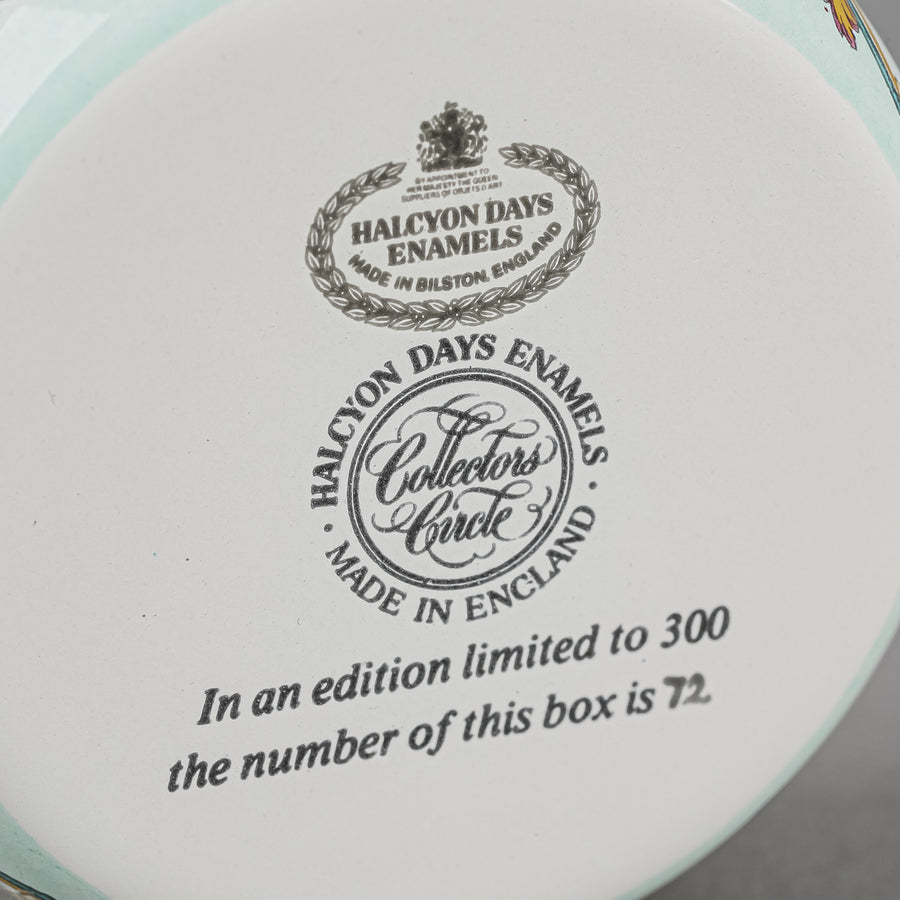 BY APPOINTMENT TO
HER MAJESTY THE QUEEN
SUPPLIERS OF OBJETS D'ART
HALCYON DAYS
ENAMELS
MADE IN BILSTON, ENGLAND
HALCYON DAYS ENAMELS
Collectors
Circle
· MADE IN ENGLAND ·
In an edition limited to 300
the number of this box is 72